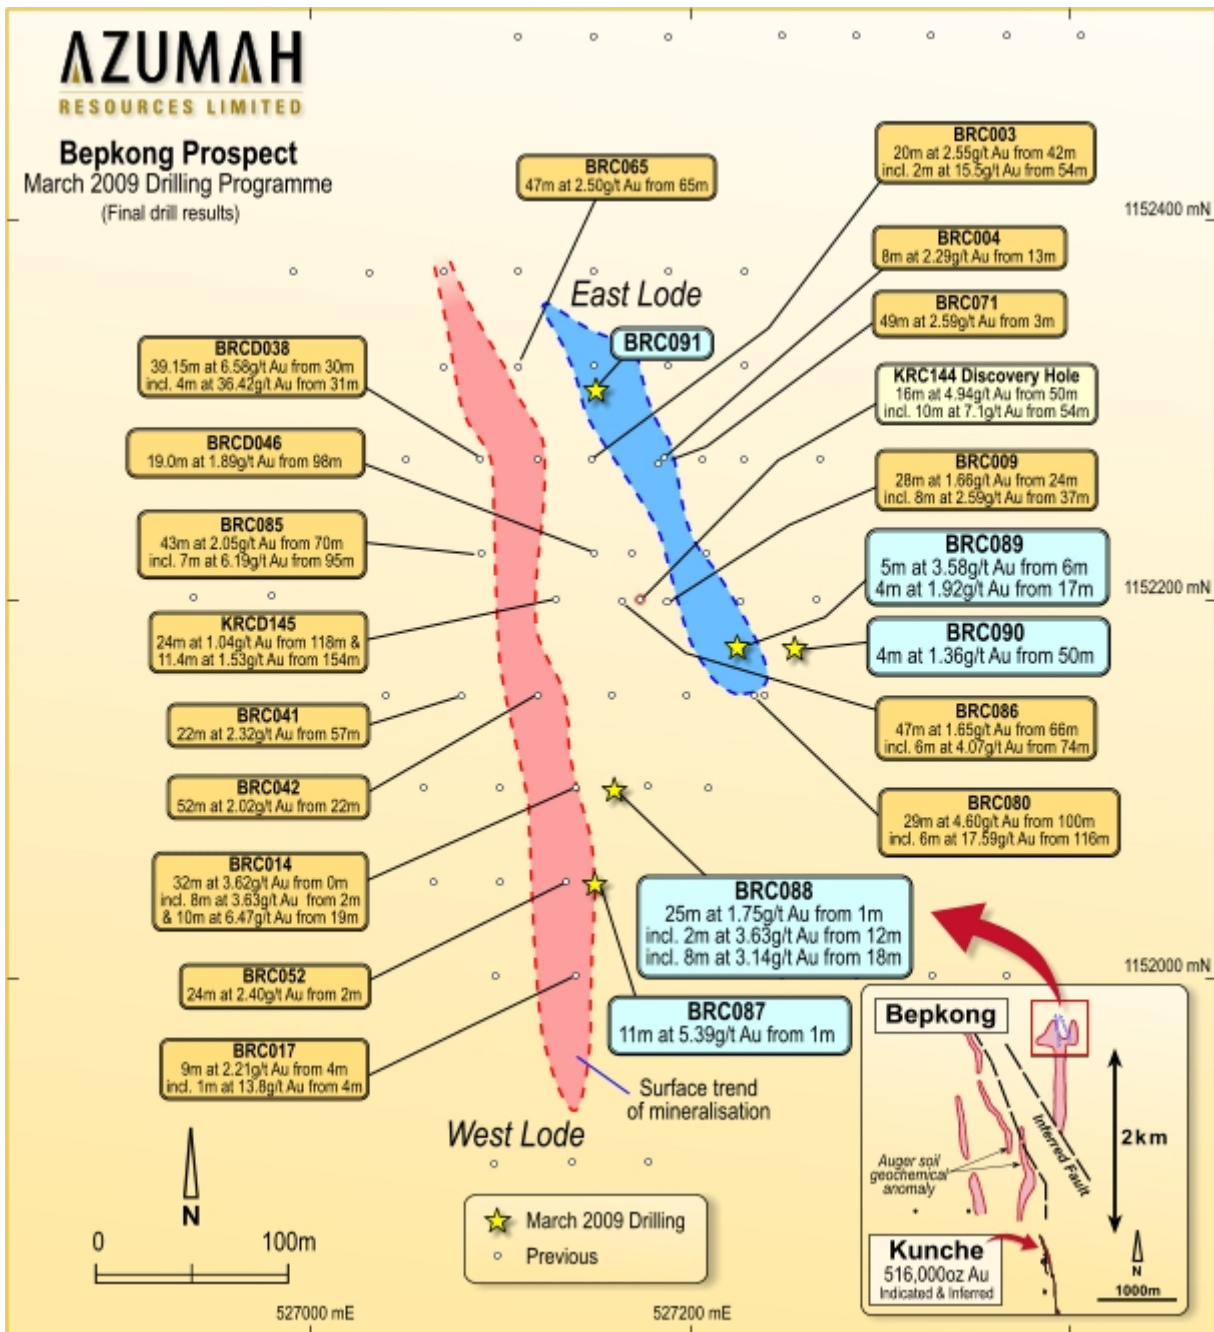 AZUMAH
RESOURCES LIMITED
Bepkong Prospect
March 2009 Drilling Programme
(Final drill results)
BRC065
47m at 2.50g/t Au from 65m
BRC003
20m at 2.55g/t Au from 42m
incl. 2m at 15.5g/t Au from 54m
1152400 mN
BRC004
8m at 2.29g/t Au from 13m
East Lode
BRC071
49m at 2.59g/t Au from 3m
BRC091
BRCD038
39.15m at 6.58g/t Au from 30m
incl. 4m at 36.42g/t Au from 31m
KRC144 Discovery Hole
16m at 4.94g/t Au from 50m
incl. 10m at 7.1g/t Au from 54m
BRCD046
19.0m at 1.89g/t Au from 98m
BRC009
28m at 1.66g/t Au from 24m
incl. 8m at 2.59g/t Au from 37m
BRC085
43m at 2.05g/t Au from 70m
incl. 7m at 6.19g/t Au from 95m
BRC089
5m at 3.58g/t Au from 6m
4m at 1.92g/t Au from 17m
1152200 mN
KRCD145
24m at 1.04g/t Au from 118m &
11.4m at 1.53g/t Au from 154m
BRC090
4m at 1.36g/t Au from 50m
BRC041
22m at 2.32g/t Au from 57m
BRC086
47m at 1.65g/t Au from 66m
incl. 6m at 4.07g/t Au from 74m
BRC042
52m at 2.02g/t Au from 22m
BRC080
29m at 4.60g/t Au from 100m
incl. 6m at 17.59g/t Au from 116m
BRC014
32m at 3.62g/t Au from 0m
incl. 8m at 3.63g/t Au from 2m
& 10m at 6.47g/t Au from 19m
BRC088
25m at 1.75g/t Au from 1m
incl. 2m at 3.63g/t Au from 12m
incl. 8m at 3.14g/t Au from 18m
BRC052
24m at 2.40g/t Au from 2m
1152000 mN
BRC087
11m at 5.39g/t Au from 1m
BRC017
9m at 2.21g/t Au from 4m
incl. 1m at 13.8g/t Au from 4m
Surface trend
of mineralisation
West Lode
Bepkong
2km
Inferred Fault
Auger soil
geochemical
anomaly
Kunche
516,000oz Au
Indicated & Inferred
N
1000m
N
0 100m
March 2009 Drilling
Previous
527000 mE
527200 mE